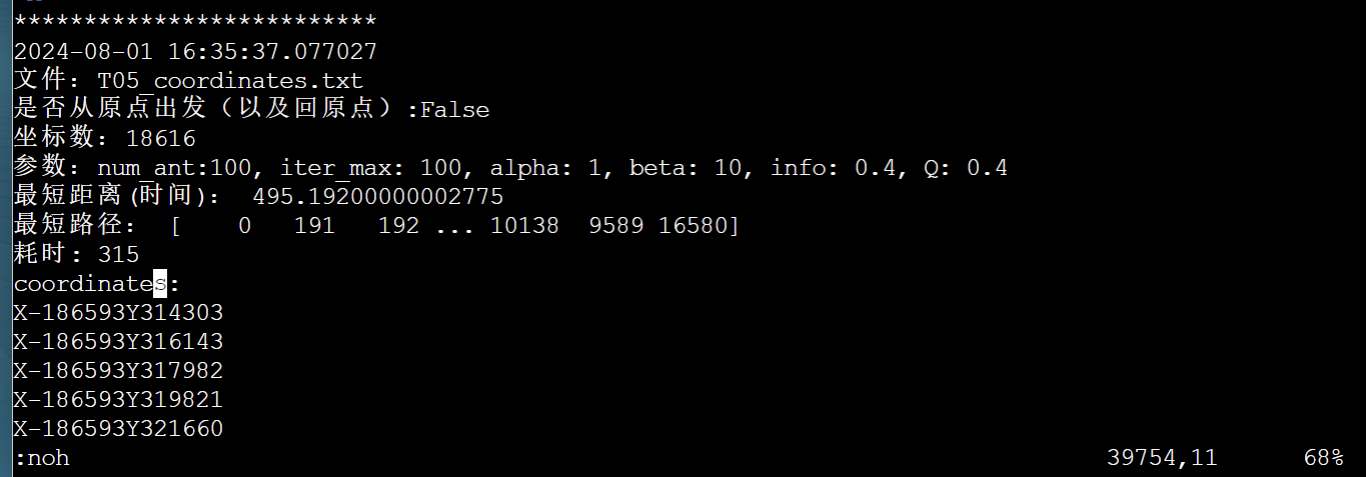 ***************************
2024-08-01 16:35:37.077027
文件: T05_coordinates.txt
是否从原点出发（以及回原点）:False
坐标数: 18616
参数: num_ant:100, iter_max: 100, alpha: 1, beta: 10, info: 0.4, Q: 0.4
最短距离(时间): 495.19200000002775
最短路径: [    0   191   192 ... 10138  9589 16580]
耗时: 315
coordinates:
X-186593Y314303
X-186593Y316143
X-186593Y317982
X-186593Y319821
X-186593Y321660
:noh 39754,11 68%